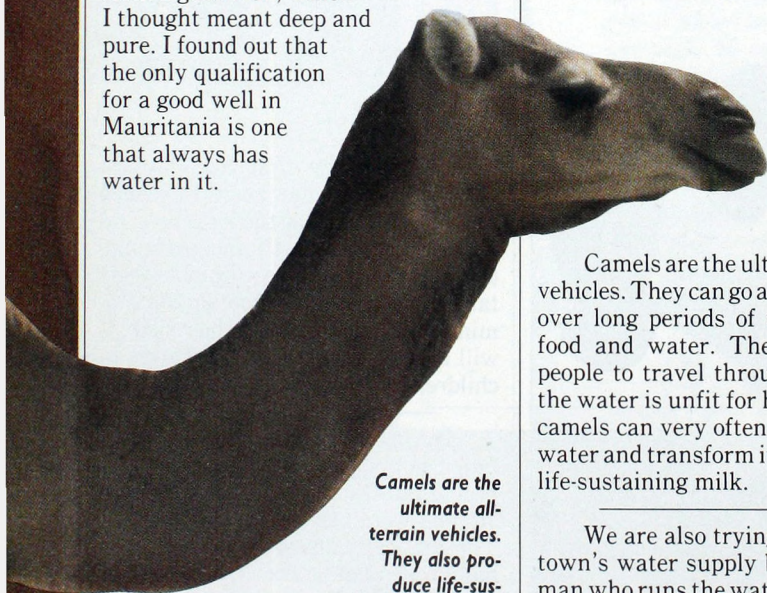 I thought meant deep and
pure. I found out that
the only qualification
for a good well in
Mauritania is one
that always has
water in it.
Camels are the
ultimate all-
terrain vehicles.
They also pro-
duce life-sus-
Camels are the ult
vehicles. They can go a
over long periods of
food and water. The
people to travel throu
the water is unfit for h
camels can very often
water and transform i
life-sustaining milk.
We are also trying
town's water supply b
man who runs the wat